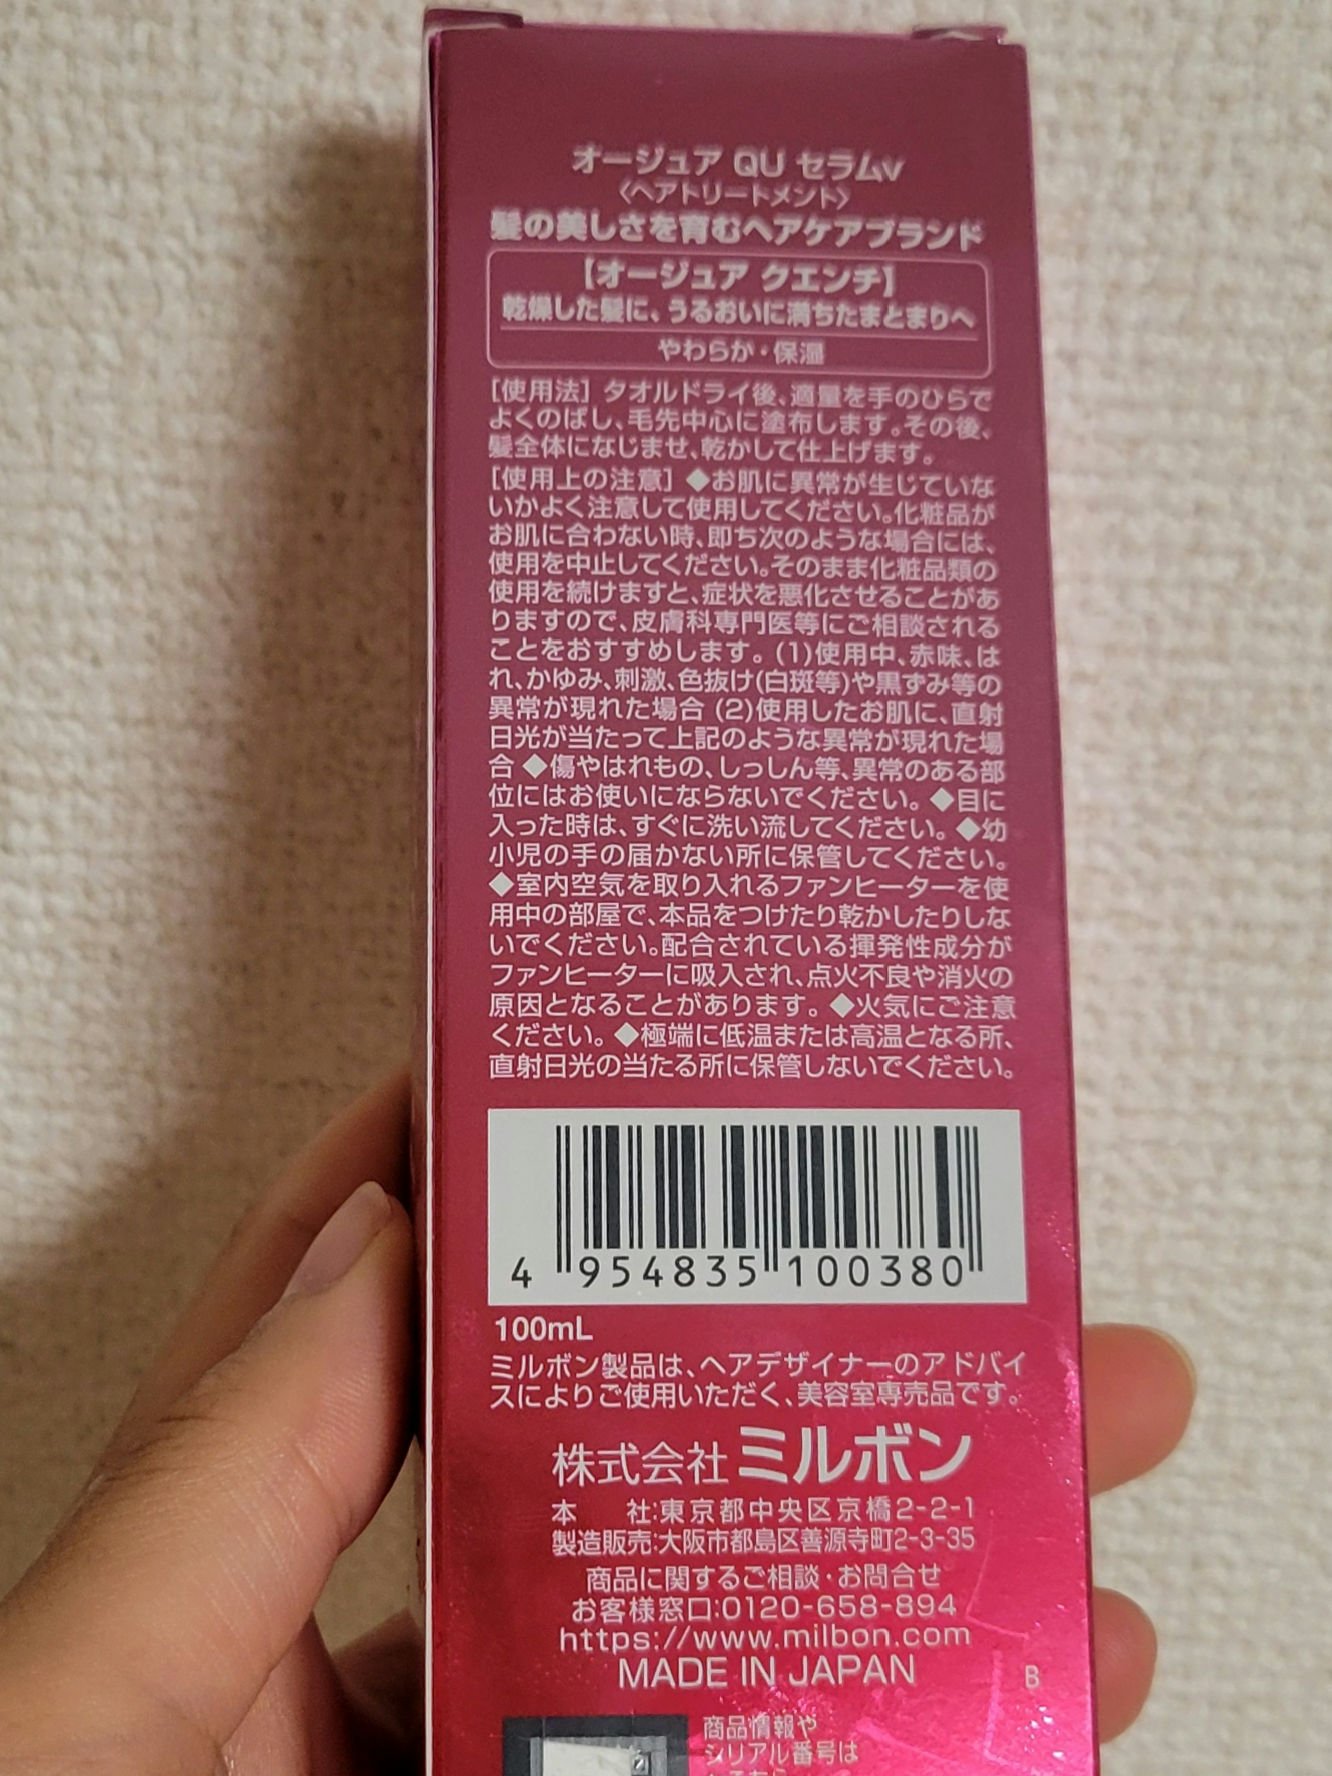 オージュア QU セラムV
〈ヘアトリートメント〉
髪の美しさを育むヘアケアブランド
【オージュア クエンチ】
乾燥した髪に、うるおいに満ちたまとまりへ
やわらか・保湿
[使用法] タオルドライ後、適量を手のひらで
よくのばし、毛先中心に塗布します。その後、
髪全体になじませ、乾かして仕上げます。
[使用上の注意] ◆お肌に異常が生じていな
いかよく注意して使用してください。化粧品が
お肌に合わない時、即ち次のような場合には、
使用を中止してください。そのまま化粧品類の
使用を続けますと、症状を悪化させることがあ
りますので、皮膚科専門医等にご相談される
ことをおすすめします。(1)使用中、赤味、は
れ、かゆみ、刺激、色抜け(白斑等)や黒ずみ等の
異常が現れた場合 (2)使用したお肌に、直射
日光が当たって上記のような異常が現れた場
合 ◆傷やはれもの、しっしん等、異常のある部
位にはお使いにならないでください。◆目に
入った時は、すぐに洗い流してください。◆幼
小児の手の届かない所に保管してください。
◆室内空気を取り入れるファンヒーターを使
用中の部屋で、本品をつけたり乾かしたりしな
いでください。配合されている揮発性成分が
ファンヒーターに吸入され、点火不良や消火の
原因となることがあります。◆火気にご注意
ください。◆極端に低温または高温となる所、
直射日光の当たる所に保管しないでください。
4 954835 100380
100mL
ミルボン製品は、ヘアデザイナーのアドバイ
スによりご使用いただく、美容室専売品です。
株式会社ミルボン
本 社:東京都中央区京橋2-2-1
製造販売:大阪市都島区善源寺町2-3-35
商品に関するご相談・お問合せ
お客様窓口:0120-658-894
https://www.milbon.com
MADE IN JAPAN B
商品情報や
シリアル番号は